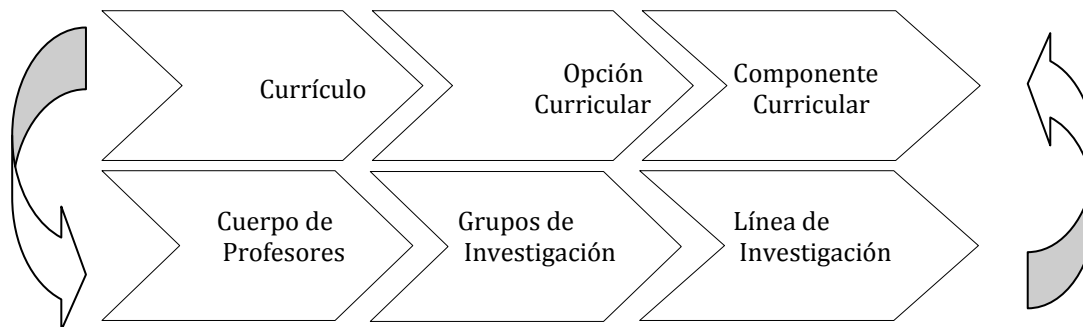 Currículo
Opción
Curricular
Componente
Curricular
Cuerpo de
Profesores
Grupos de
Investigación
Línea de
Investigación